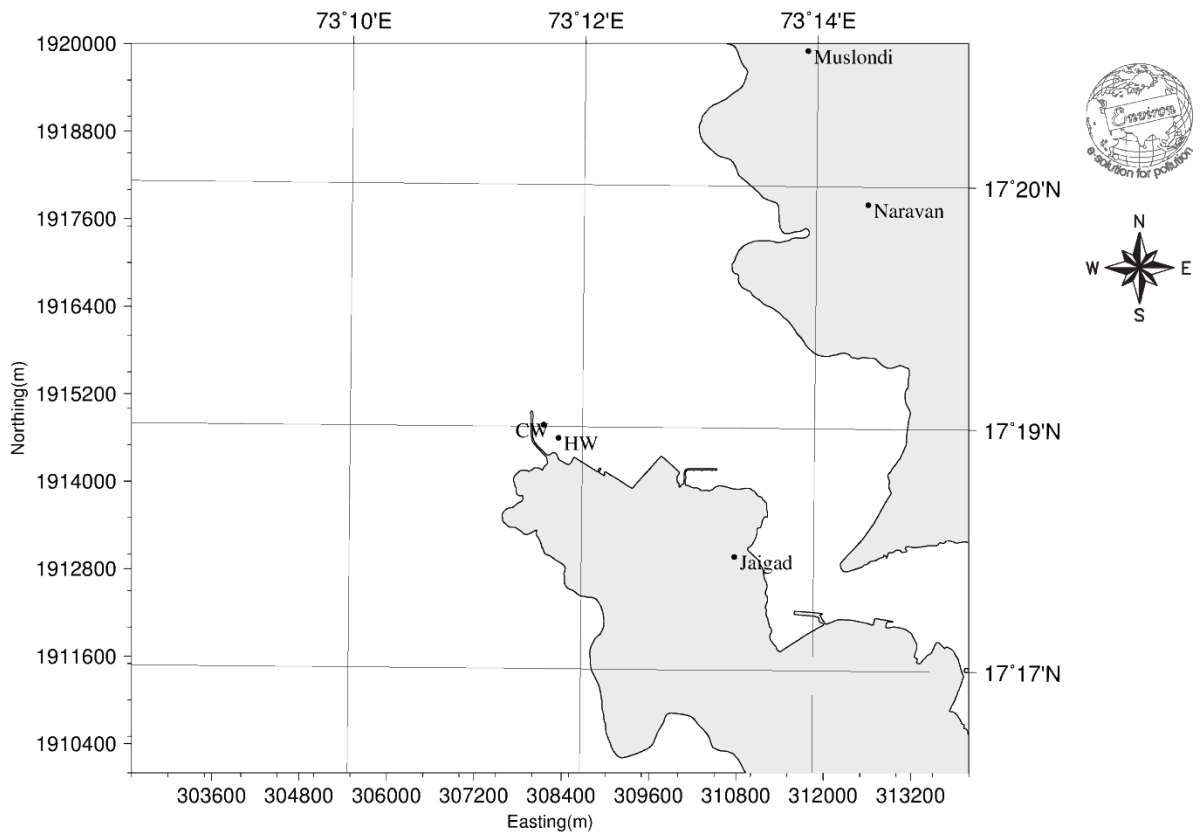 73°10'E 73°12'E 73°14'E
1920000
Muslondi
1918800
Environ
e-solution for pollution
17°20'N
1917600
Naravan
N
W E
S
1916400
1915200
Northing(m)
CW
HW
17°19'N
1914000
Jaigad
1912800
1911600
17°17'N
1910400
303600 304800 306000 307200 308400 309600 310800 312000 313200
Easting(m)